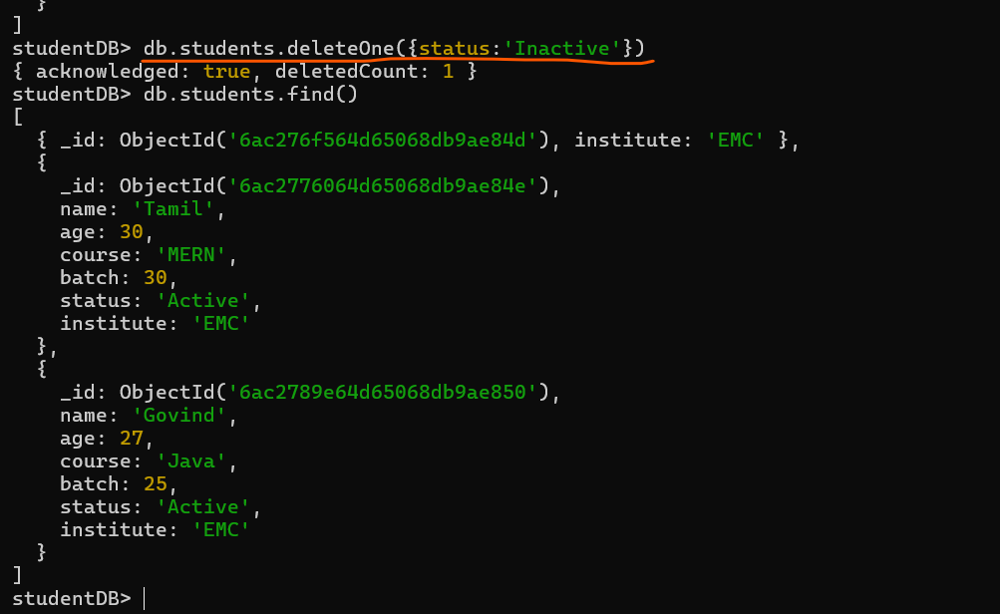 }
]
studentDB> db.students.deleteOne({status:'Inactive'})
{ acknowledged: true, deletedCount: 1 }
studentDB> db.students.find()
[
  { _id: ObjectId('6ac276f564d65068db9ae84d'), institute: 'EMC' },
  {
    _id: ObjectId('6ac2776064d65068db9ae84e'),
    name: 'Tamil',
    age: 30,
    course: 'MERN',
    batch: 30,
    status: 'Active',
    institute: 'EMC'
  },
  {
    _id: ObjectId('6ac2789e64d65068db9ae850'),
    name: 'Govind',
    age: 27,
    course: 'Java',
    batch: 25,
    status: 'Active',
    institute: 'EMC'
  }
]
studentDB>